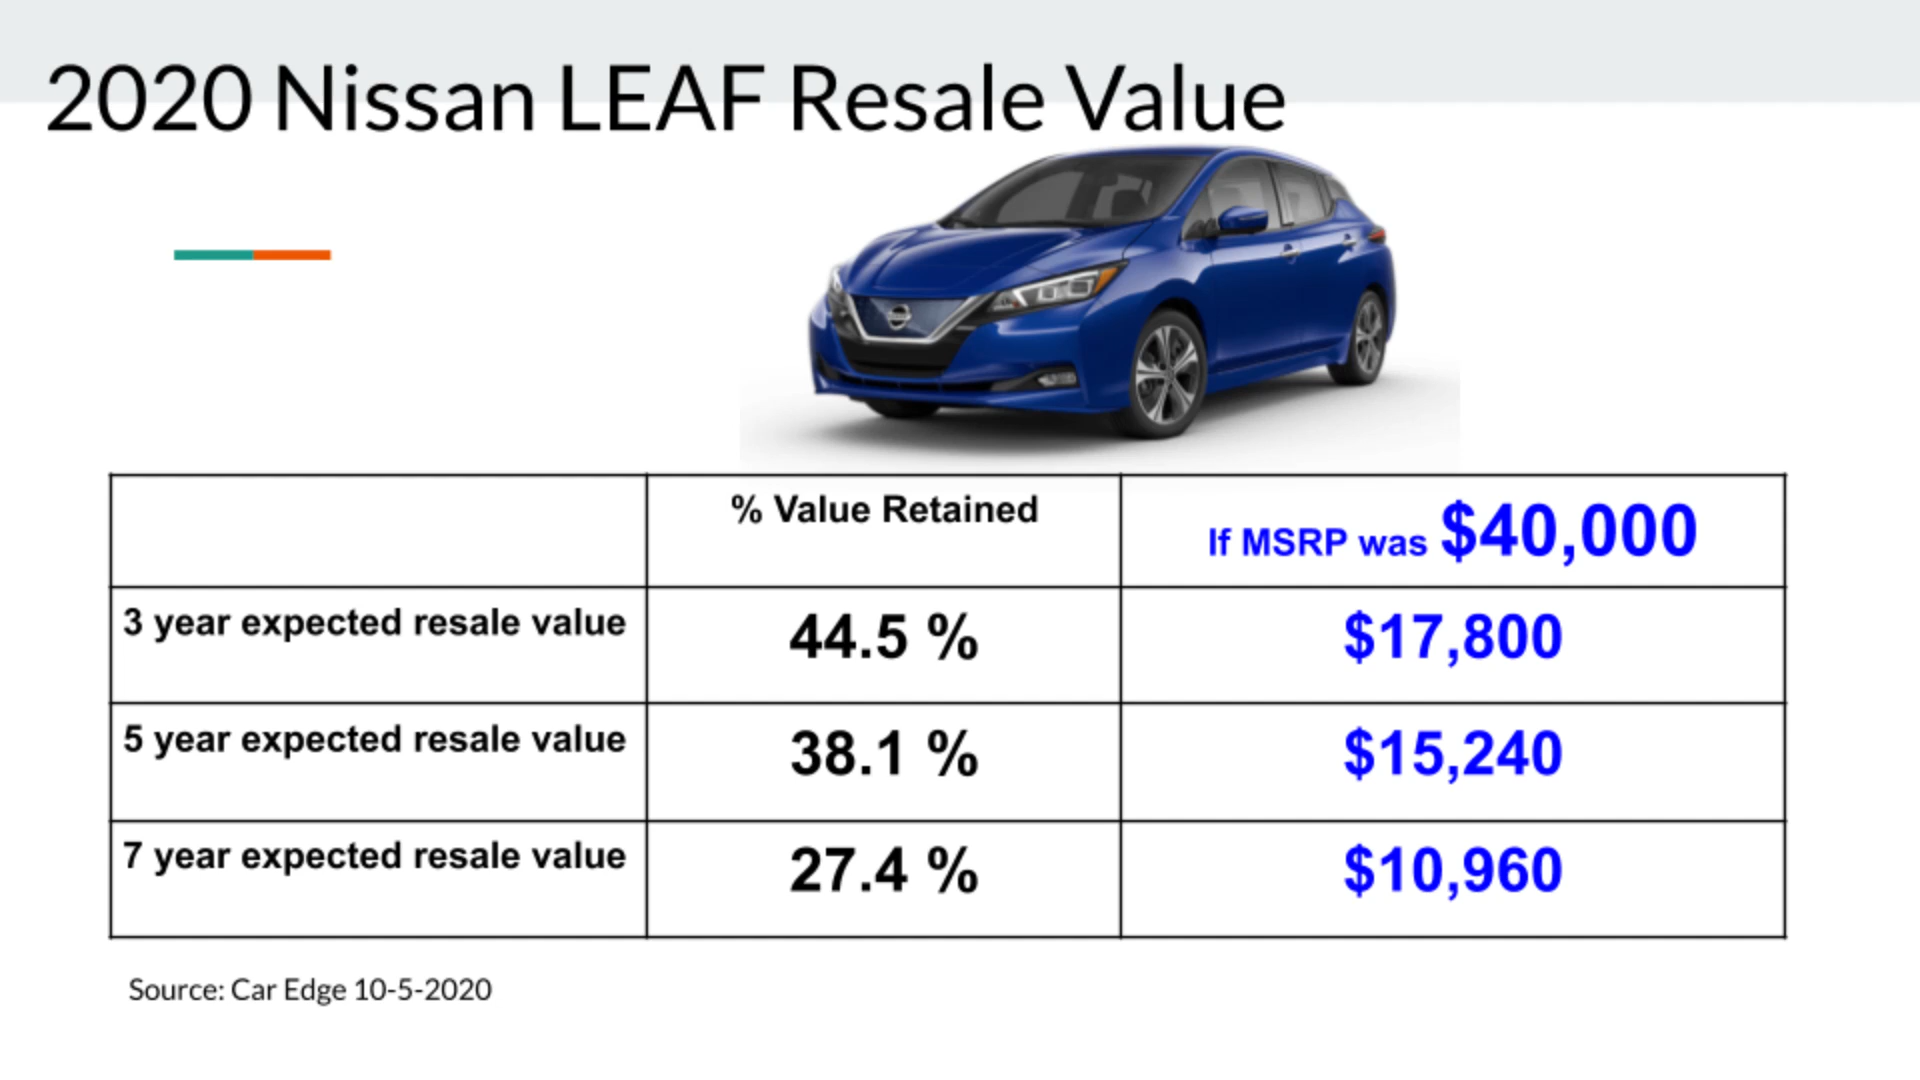 2020 Nissan LEAF Resale Value
% Value Retained
If MSRP was $40,000
3 year expected resale value
44.5 %
$17,800
5 year expected resale value
38.1 %
$15,240
7 year expected resale value
27.4 %
$10,960
Source: Car Edge 10-5-2020